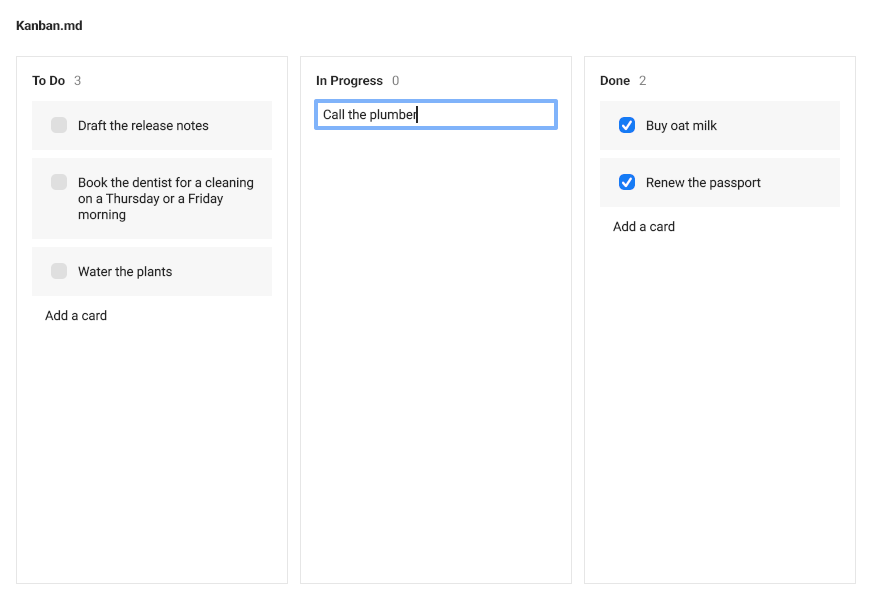 Kanban.md
To Do 3
Draft the release notes
Book the dentist for a cleaning
on a Thursday or a Friday
morning
Water the plants
Add a card
In Progress 0
Call the plumber
Done 2
Buy oat milk
Renew the passport
Add a card